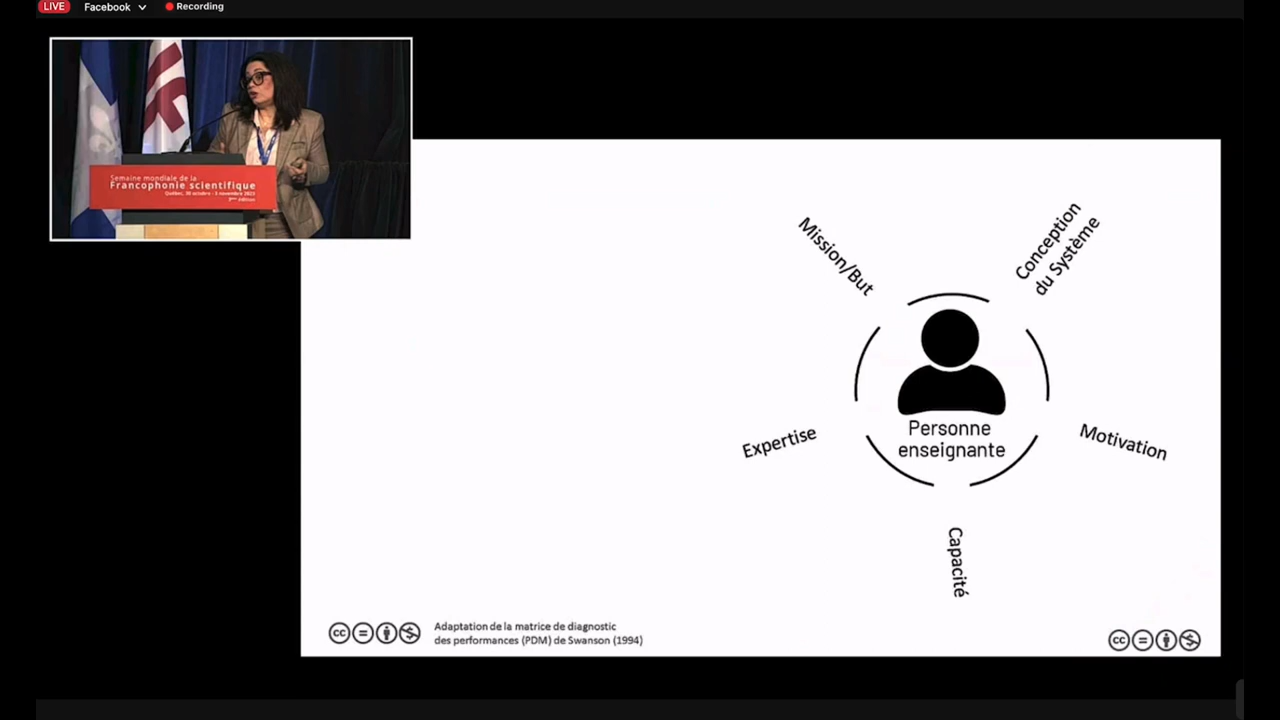 LIVE
Facebook
Recording
Semaine mondiale de la
Francophonie scientifique
Québec, 30 octobre - 3 novembre 2023
3ème édition
Mission/But
Conception
du Système
Expertise
Personne
enseignante
Motivation
Capacité
cc
Adaptation de la matrice de diagnostic
des performances (PDM) de Swanson (1994)
cc